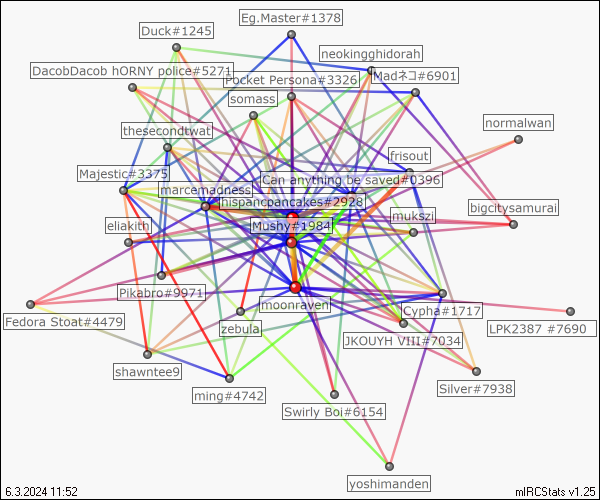 Eg.Master#1378
Duck#1245
neokingghidorah
DacobDacob hORNY police#5271
Pocket Persona#3326
Madネコ#6901
somass
normalwan
thesecondtwat
frisout
Majestic#3375
Can anything be saved#0396
marcemadness
hispancpancakes#2928
bigcitysamurai
mukszi
eliakith
Mushy#1984
Pikabro#9971
moonraven
Cypha#1717
Fedora Stoat#4479
zebula
LPK2387 #7690
JKOUYH VIII#7034
shawntee9
Silver#7938
ming#4742
Swirly Boi#6154
yoshimanden
6.3.2024 11:52
mIRCStats v1.25